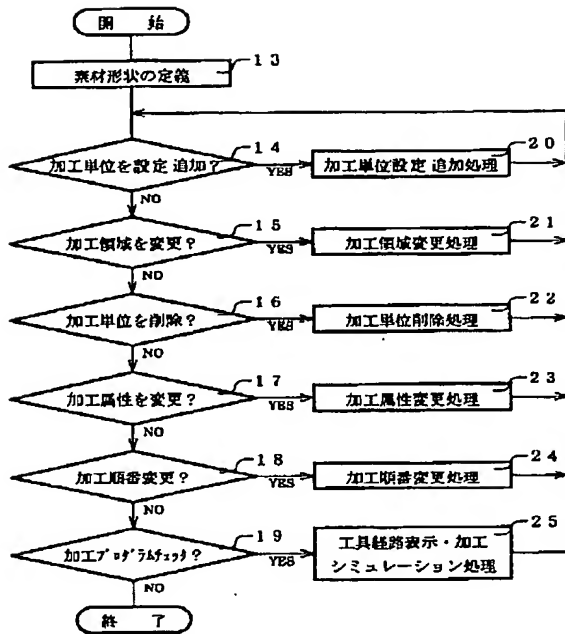 開 始
13
素材形状の定義
14
加工単位を設定 追加?
YES
20
加工単位設定 追加処理
NO
15
加工領域を変更?
YES
21
加工領域変更処理
NO
16
加工単位を削除?
YES
22
加工単位削除処理
NO
17
加工属性を変更?
YES
23
加工属性変更処理
NO
18
加工順番変更?
YES
24
加工順番変更処理
NO
19
加工プログラムチェック?
YES
25
工具経路表示・加工
シミュレーション処理
NO
終 了